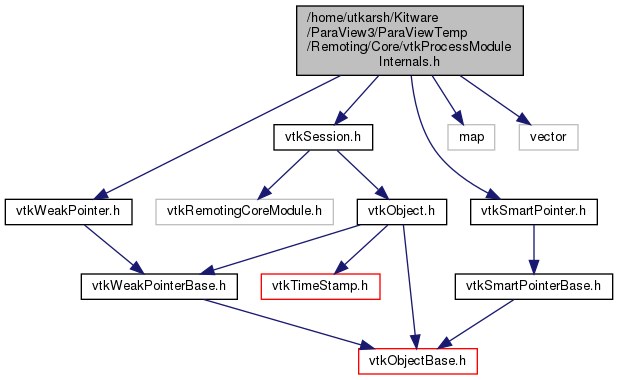 /home/utkarsh/Kitware
/ParaView3/ParaViewTemp
/Remoting/Core/vtkProcessModule
Internals.h
vtkSession.h
map
vector
vtkWeakPointer.h
vtkRemotingCoreModule.h
vtkObject.h
vtkSmartPointer.h
vtkWeakPointerBase.h
vtkTimeStamp.h
vtkSmartPointerBase.h
vtkObjectBase.h